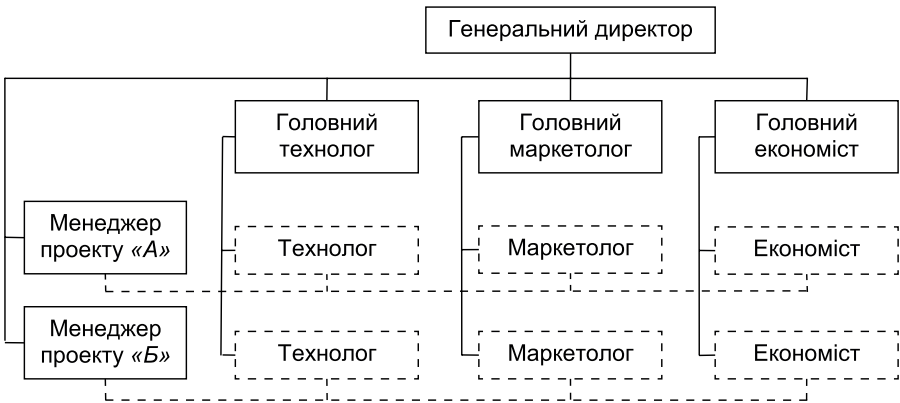 Генеральний директор
Головний
технолог
Головний
маркетолог
Головний
економіст
Менеджер
проекту «А»
Технолог
Маркетолог
Економіст
Менеджер
проекту «Б»
Технолог
Маркетолог
Економіст